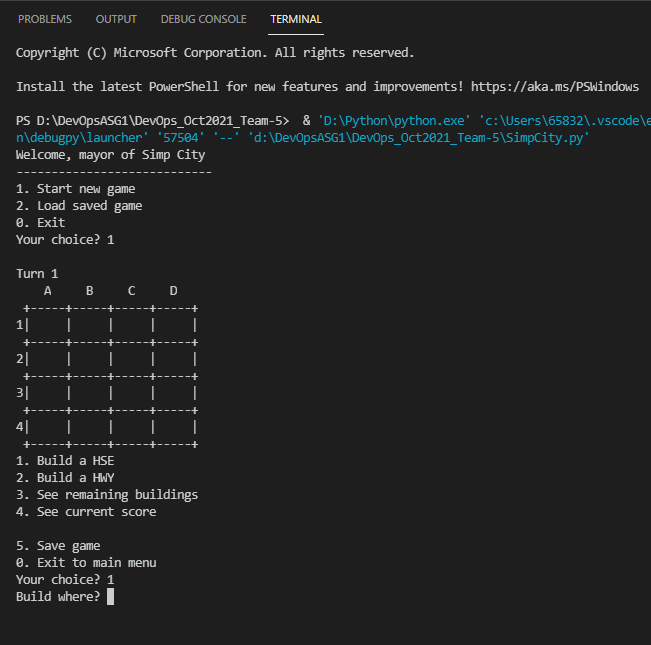 PROBLEMS OUTPUT DEBUG CONSOLE TERMINAL
Copyright (C) Microsoft Corporation. All rights reserved.

Install the latest PowerShell for new features and improvements! https://aka.ms/PSWindows

PS D:\DevOpsASG1\DevOps_Oct2021_Team-5>  & 'D:\Python\python.exe' 'c:\Users\65832\.vscode\e
n\debugpy\launcher' '57504' '--' 'd:\DevOpsASG1\DevOps_Oct2021_Team-5\SimpCity.py'
Welcome, mayor of Simp City
----------------------------
1. Start new game
2. Load saved game
0. Exit
Your choice? 1

Turn 1
    A     B     C     D
 +-----+-----+-----+-----+
1|     |     |     |     |
 +-----+-----+-----+-----+
2|     |     |     |     |
 +-----+-----+-----+-----+
3|     |     |     |     |
 +-----+-----+-----+-----+
4|     |     |     |     |
 +-----+-----+-----+-----+
1. Build a HSE
2. Build a HWY
3. See remaining buildings
4. See current score

5. Save game
0. Exit to main menu
Your choice? 1
Build where?